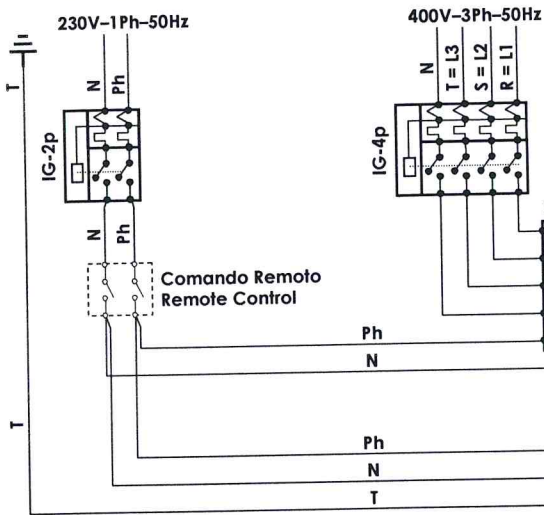 230V–1Ph–50Hz
400V–3Ph–50Hz
T
N
Ph
N
T = L3
S = L2
R = L1
IG-2p
IG-4p
N
Ph
Comando Remoto
Remote Control
Ph
N
T
Ph
N
T